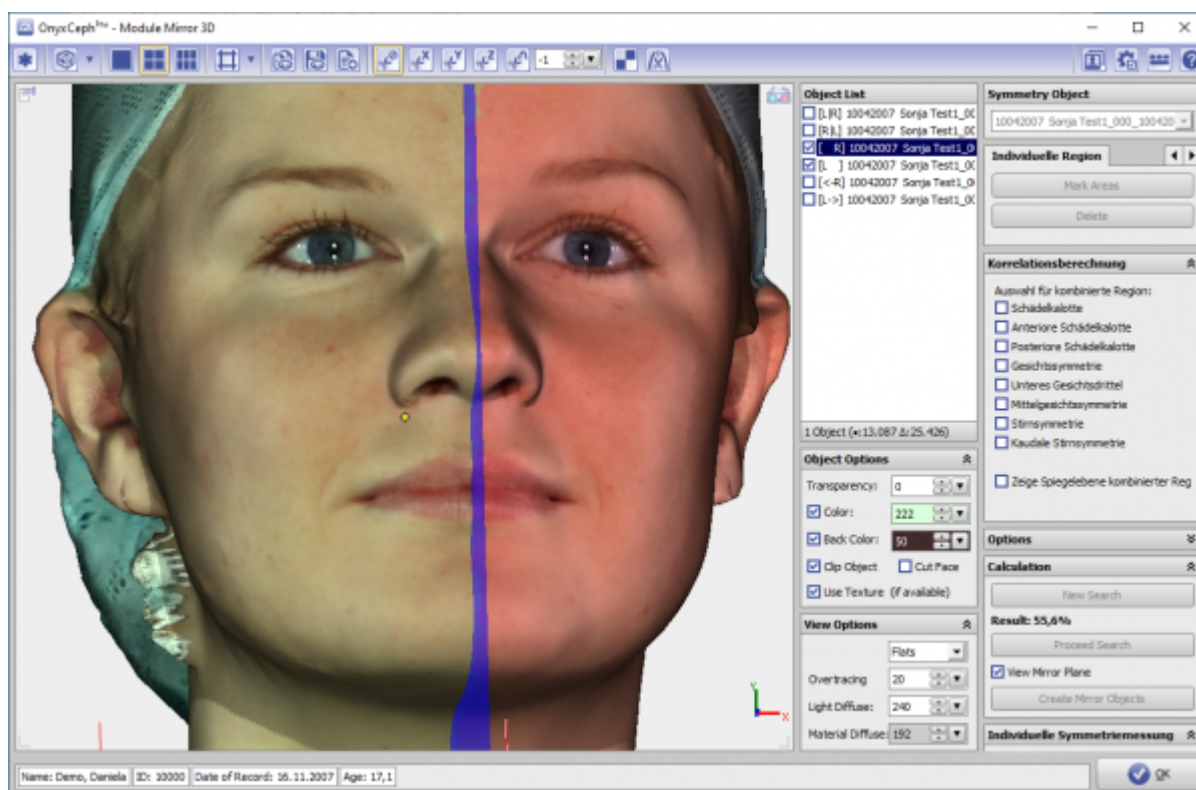 OnyxCeph³™ - Module Mirror 3D
-1
Object List
[L|R] 10042007 Sonja Test1_00
[R|L] 10042007 Sonja Test1_00
[ R] 10042007 Sonja Test1_0
[L ] 10042007 Sonja Test1_00
[<-R] 10042007 Sonja Test1_0
[L->] 10042007 Sonja Test1_00
1 Object (•:13.087 Δ:25.426)
Object Options
Transparency: 0
Color: 222
Back Color: 50
Clip Object Cut Face
Use Texture (if available)
View Options
Flats
Overtracing 20
Light Diffuse: 240
Material Diffuse: 192
Symmetry Object
10042007 Sonja Test1_000_100420
Individuelle Region
Mark Areas
Delete
Korrelationsberechnung
Auswahl für kombinierte Region:
Schädelkalotte
Anteriore Schädelkalotte
Posteriore Schädelkalotte
Gesichtssymmetrie
Unteres Gesichtsdrittel
Mittelgesichtssymmetrie
Stirnsymmetrie
Kaudale Stirnsymmetrie
Zeige Spiegelebene kombinierter Reg
Options
Calculation
New Search
Result: 55,6%
Proceed Search
View Mirror Plane
Create Mirror Objects
Individuelle Symmetriemessung
Y
X
Name: Demo, Daniela ID: 10000 Date of Record: 16.11.2007 Age: 17,1
OK